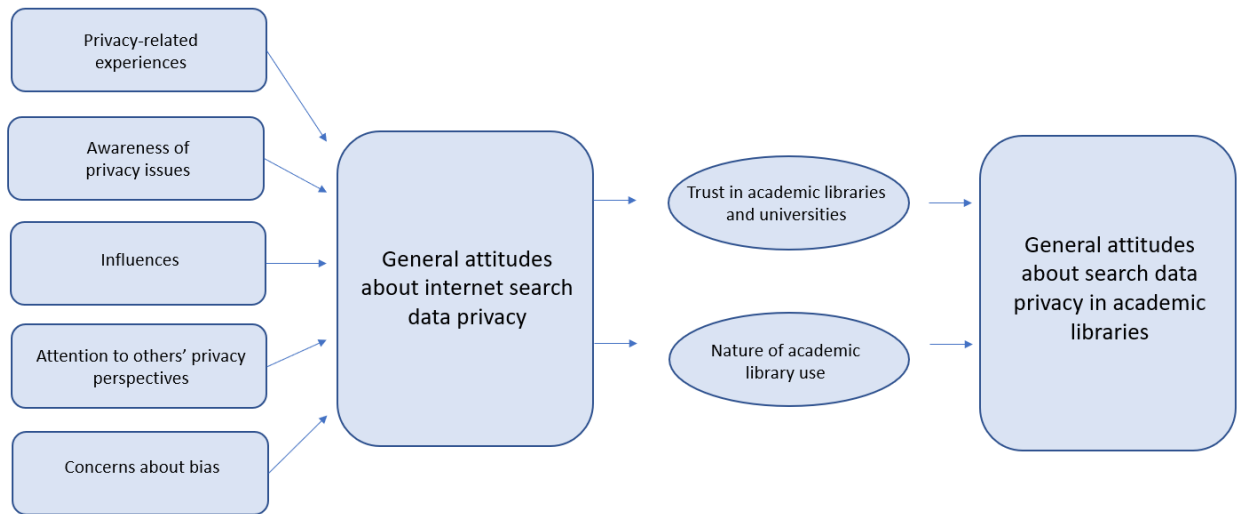 Privacy-related
experiences
Awareness of
privacy issues
Influences
Attention to others’ privacy
perspectives
Concerns about bias
General attitudes
about internet search
data privacy
Trust in academic libraries
and universities
Nature of academic
library use
General attitudes
about search data
privacy in academic
libraries